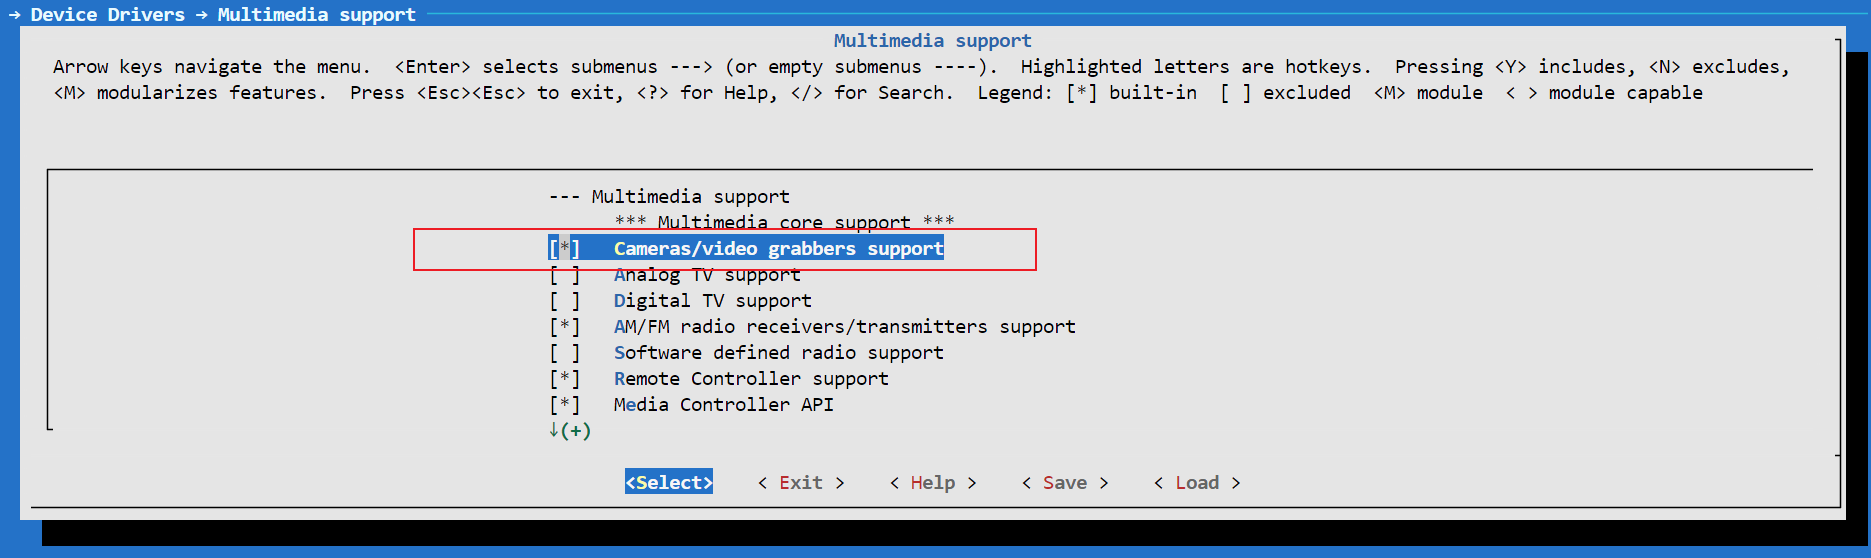 → Device Drivers → Multimedia support
Multimedia support
Arrow keys navigate the menu.  <Enter> selects submenus ---> (or empty submenus ----).  Highlighted letters are hotkeys.  Pressing <Y> includes, <N> excludes,
<M> modularizes features.  Press <Esc><Esc> to exit, <?> for Help, </> for Search.  Legend: [*] built-in  [ ] excluded  <M> module  < > module capable
--- Multimedia support
*** Multimedia core support ***
[*]   Cameras/video grabbers support
[ ]   Analog TV support
[ ]   Digital TV support
[*]   AM/FM radio receivers/transmitters support
[ ]   Software defined radio support
[*]   Remote Controller support
[*]   Media Controller API
↓(+)
<Select>    < Exit >    < Help >    < Save >    < Load >